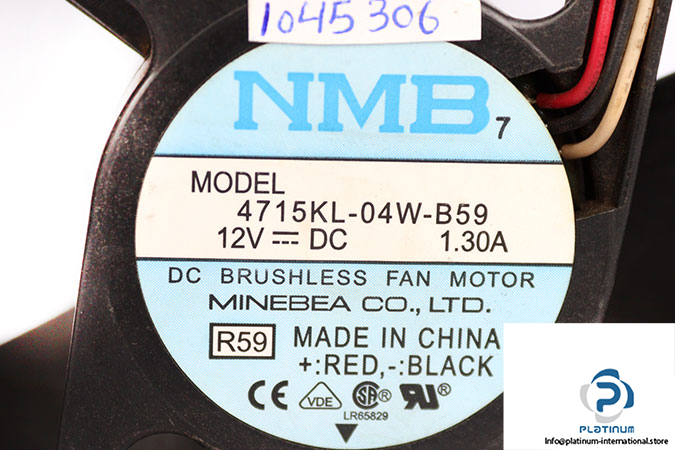 1045306
NMB 7
MODEL
4715KL-04W-B59
12V ⎓ DC 1.30A
DC BRUSHLESS FAN MOTOR
MINEBEA CO., LTD.
R59 MADE IN CHINA
+:RED,-:BLACK
CE VDE SA RU
LR65829
PLATINUM
Info@platinum-international.store